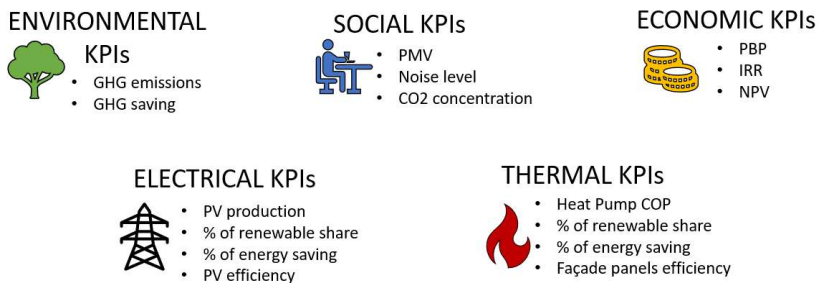 ENVIRONMENTAL
KPIs
• GHG emissions
• GHG saving
SOCIAL KPIs
• PMV
• Noise level
• CO2 concentration
ECONOMIC KPIs
• PBP
• IRR
• NPV
ELECTRICAL KPIs
• PV production
• % of renewable share
• % of energy saving
• PV efficiency
THERMAL KPIs
• Heat Pump COP
• % of renewable share
• % of energy saving
• Façade panels efficiency